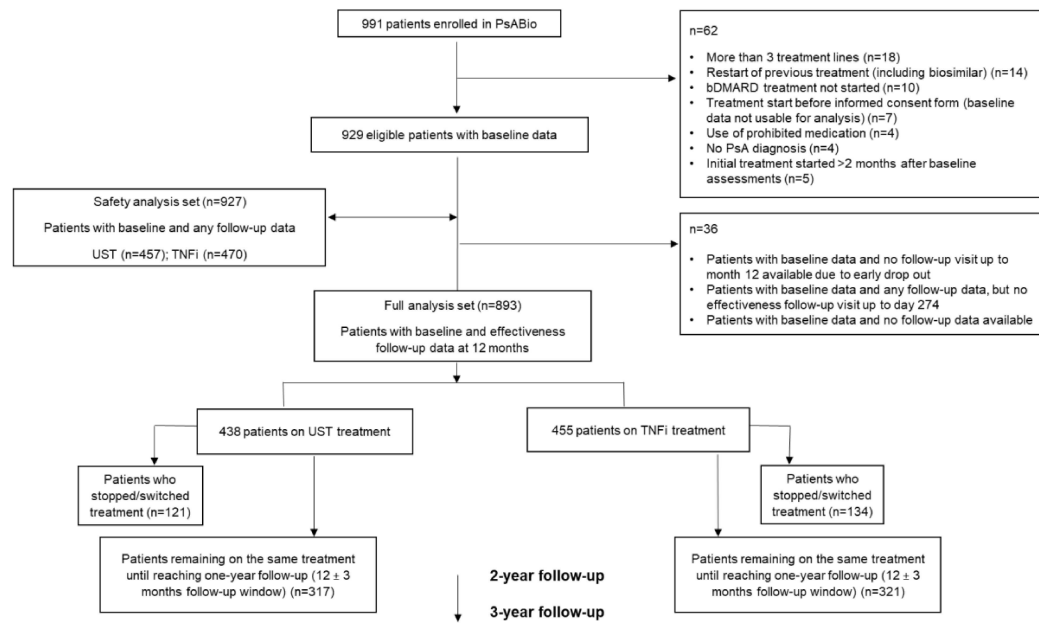 991 patients enrolled in PsABio
n=62
• More than 3 treatment lines (n=18)
• Restart of previous treatment (including biosimilar) (n=14)
• bDMARD treatment not started (n=10)
• Treatment start before informed consent form (baseline
data not usable for analysis) (n=7)
• Use of prohibited medication (n=4)
• No PsA diagnosis (n=4)
• Initial treatment started >2 months after baseline
assessments (n=5)
929 eligible patients with baseline data
Safety analysis set (n=927)
Patients with baseline and any follow-up data
UST (n=457); TNFi (n=470)
n=36
• Patients with baseline data and no follow-up visit up to
month 12 available due to early drop out
• Patients with baseline data and any follow-up data, but no
effectiveness follow-up visit up to day 274
• Patients with baseline data and no follow-up data available
Full analysis set (n=893)
Patients with baseline and effectiveness
follow-up data at 12 months
438 patients on UST treatment
455 patients on TNFi treatment
Patients who
stopped/switched
treatment (n=121)
Patients who
stopped/switched
treatment (n=134)
Patients remaining on the same treatment
until reaching one-year follow-up (12 ± 3
months follow-up window) (n=317)
2-year follow-up
3-year follow-up
Patients remaining on the same treatment
until reaching one-year follow-up (12 ± 3
months follow-up window) (n=321)